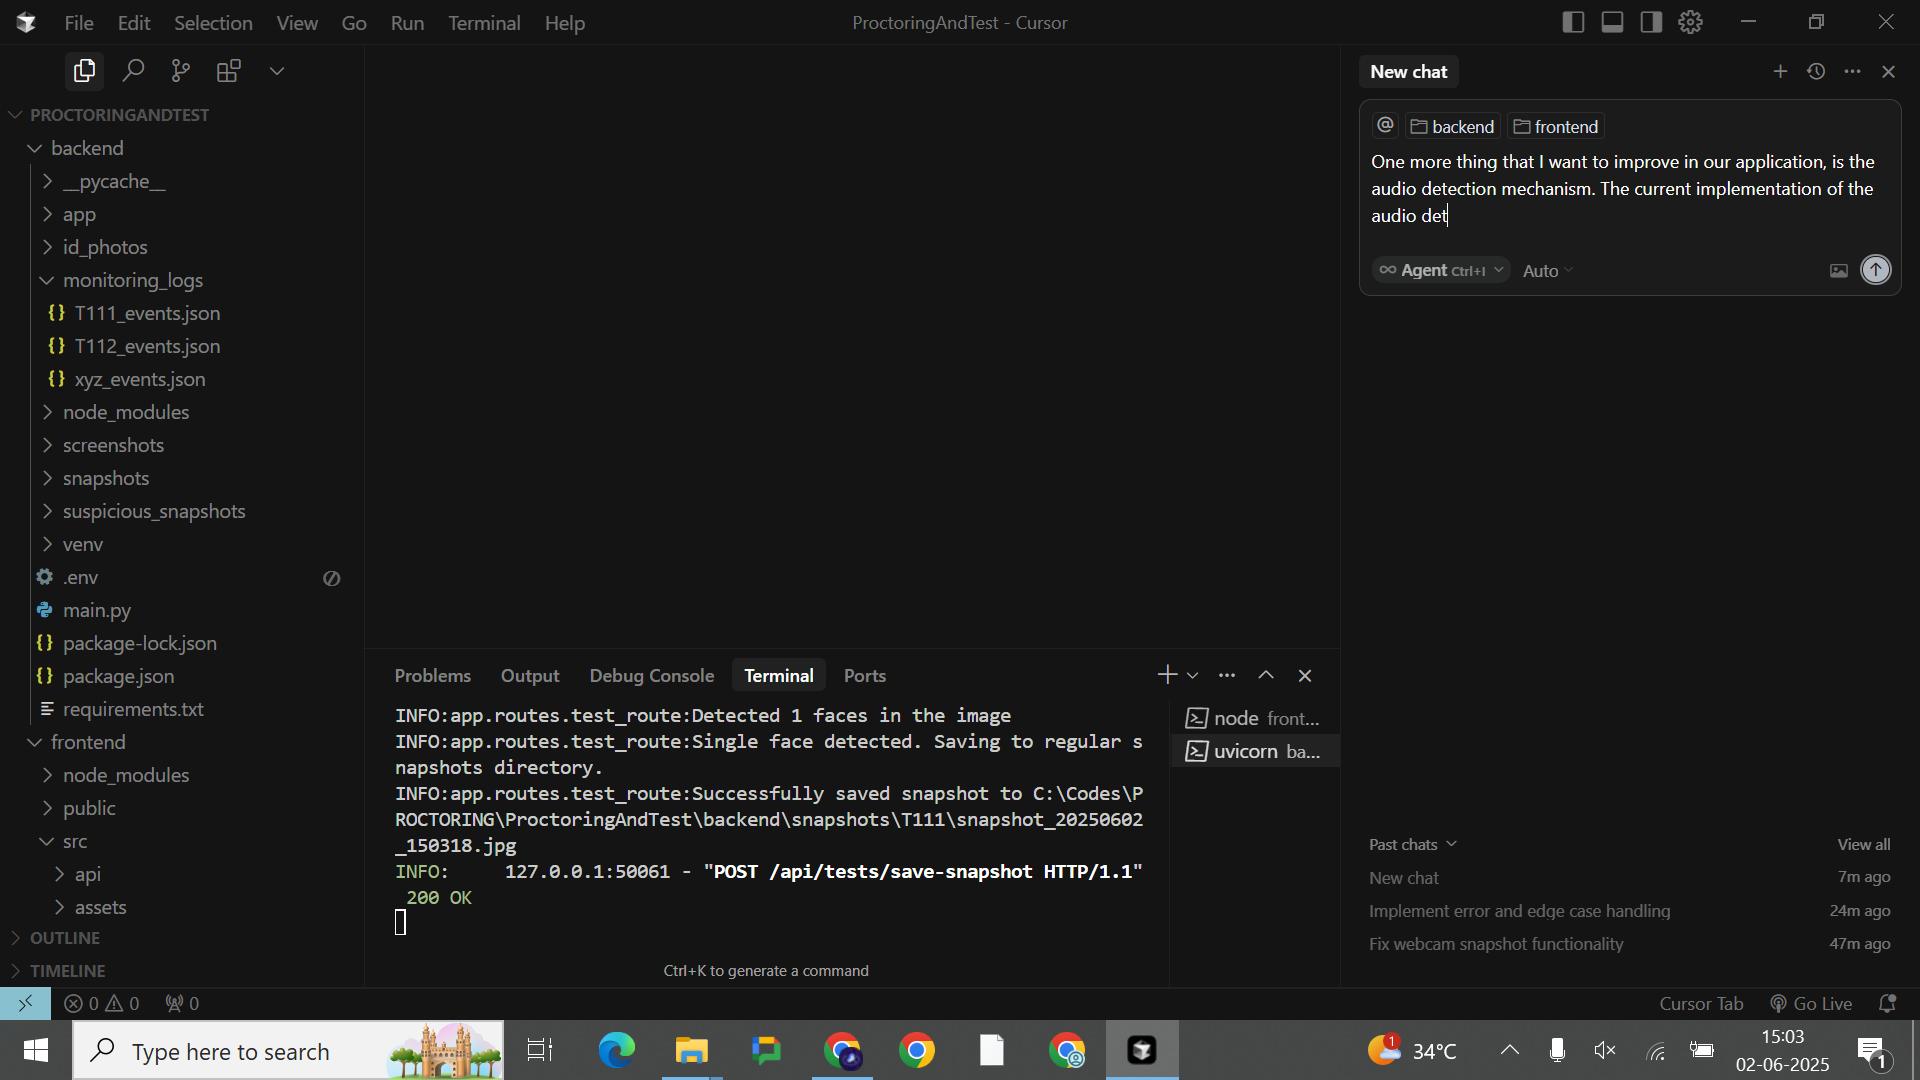 File Edit Selection View Go Run Terminal Help
ProctoringAndTest - Cursor
PROCTORINGANDTEST
backend
__pycache__
app
id_photos
monitoring_logs
T111_events.json
T112_events.json
xyz_events.json
node_modules
screenshots
snapshots
suspicious_snapshots
venv
.env
main.py
package-lock.json
package.json
requirements.txt
frontend
node_modules
public
src
api
assets
OUTLINE
TIMELINE
Problems Output Debug Console Terminal Ports
INFO:app.routes.test_route:Detected 1 faces in the image
INFO:app.routes.test_route:Single face detected. Saving to regular s
napshots directory.
INFO:app.routes.test_route:Successfully saved snapshot to C:\Codes\P
ROCTORING\ProctoringAndTest\backend\snapshots\T111\snapshot_20250602
_150318.jpg
INFO: 127.0.0.1:50061 - "POST /api/tests/save-snapshot HTTP/1.1"
200 OK
Ctrl+K to generate a command
node front...
uvicorn ba...
New chat
@ backend frontend
One more thing that I want to improve in our application, is the
audio detection mechanism. The current implementation of the
audio det
Agent Ctrl+I Auto
Past chats View all
New chat 7m ago
Implement error and edge case handling 24m ago
Fix webcam snapshot functionality 47m ago
0 0 0
Cursor Tab Go Live
Type here to search
1
34°C
15:03
02-06-2025
1